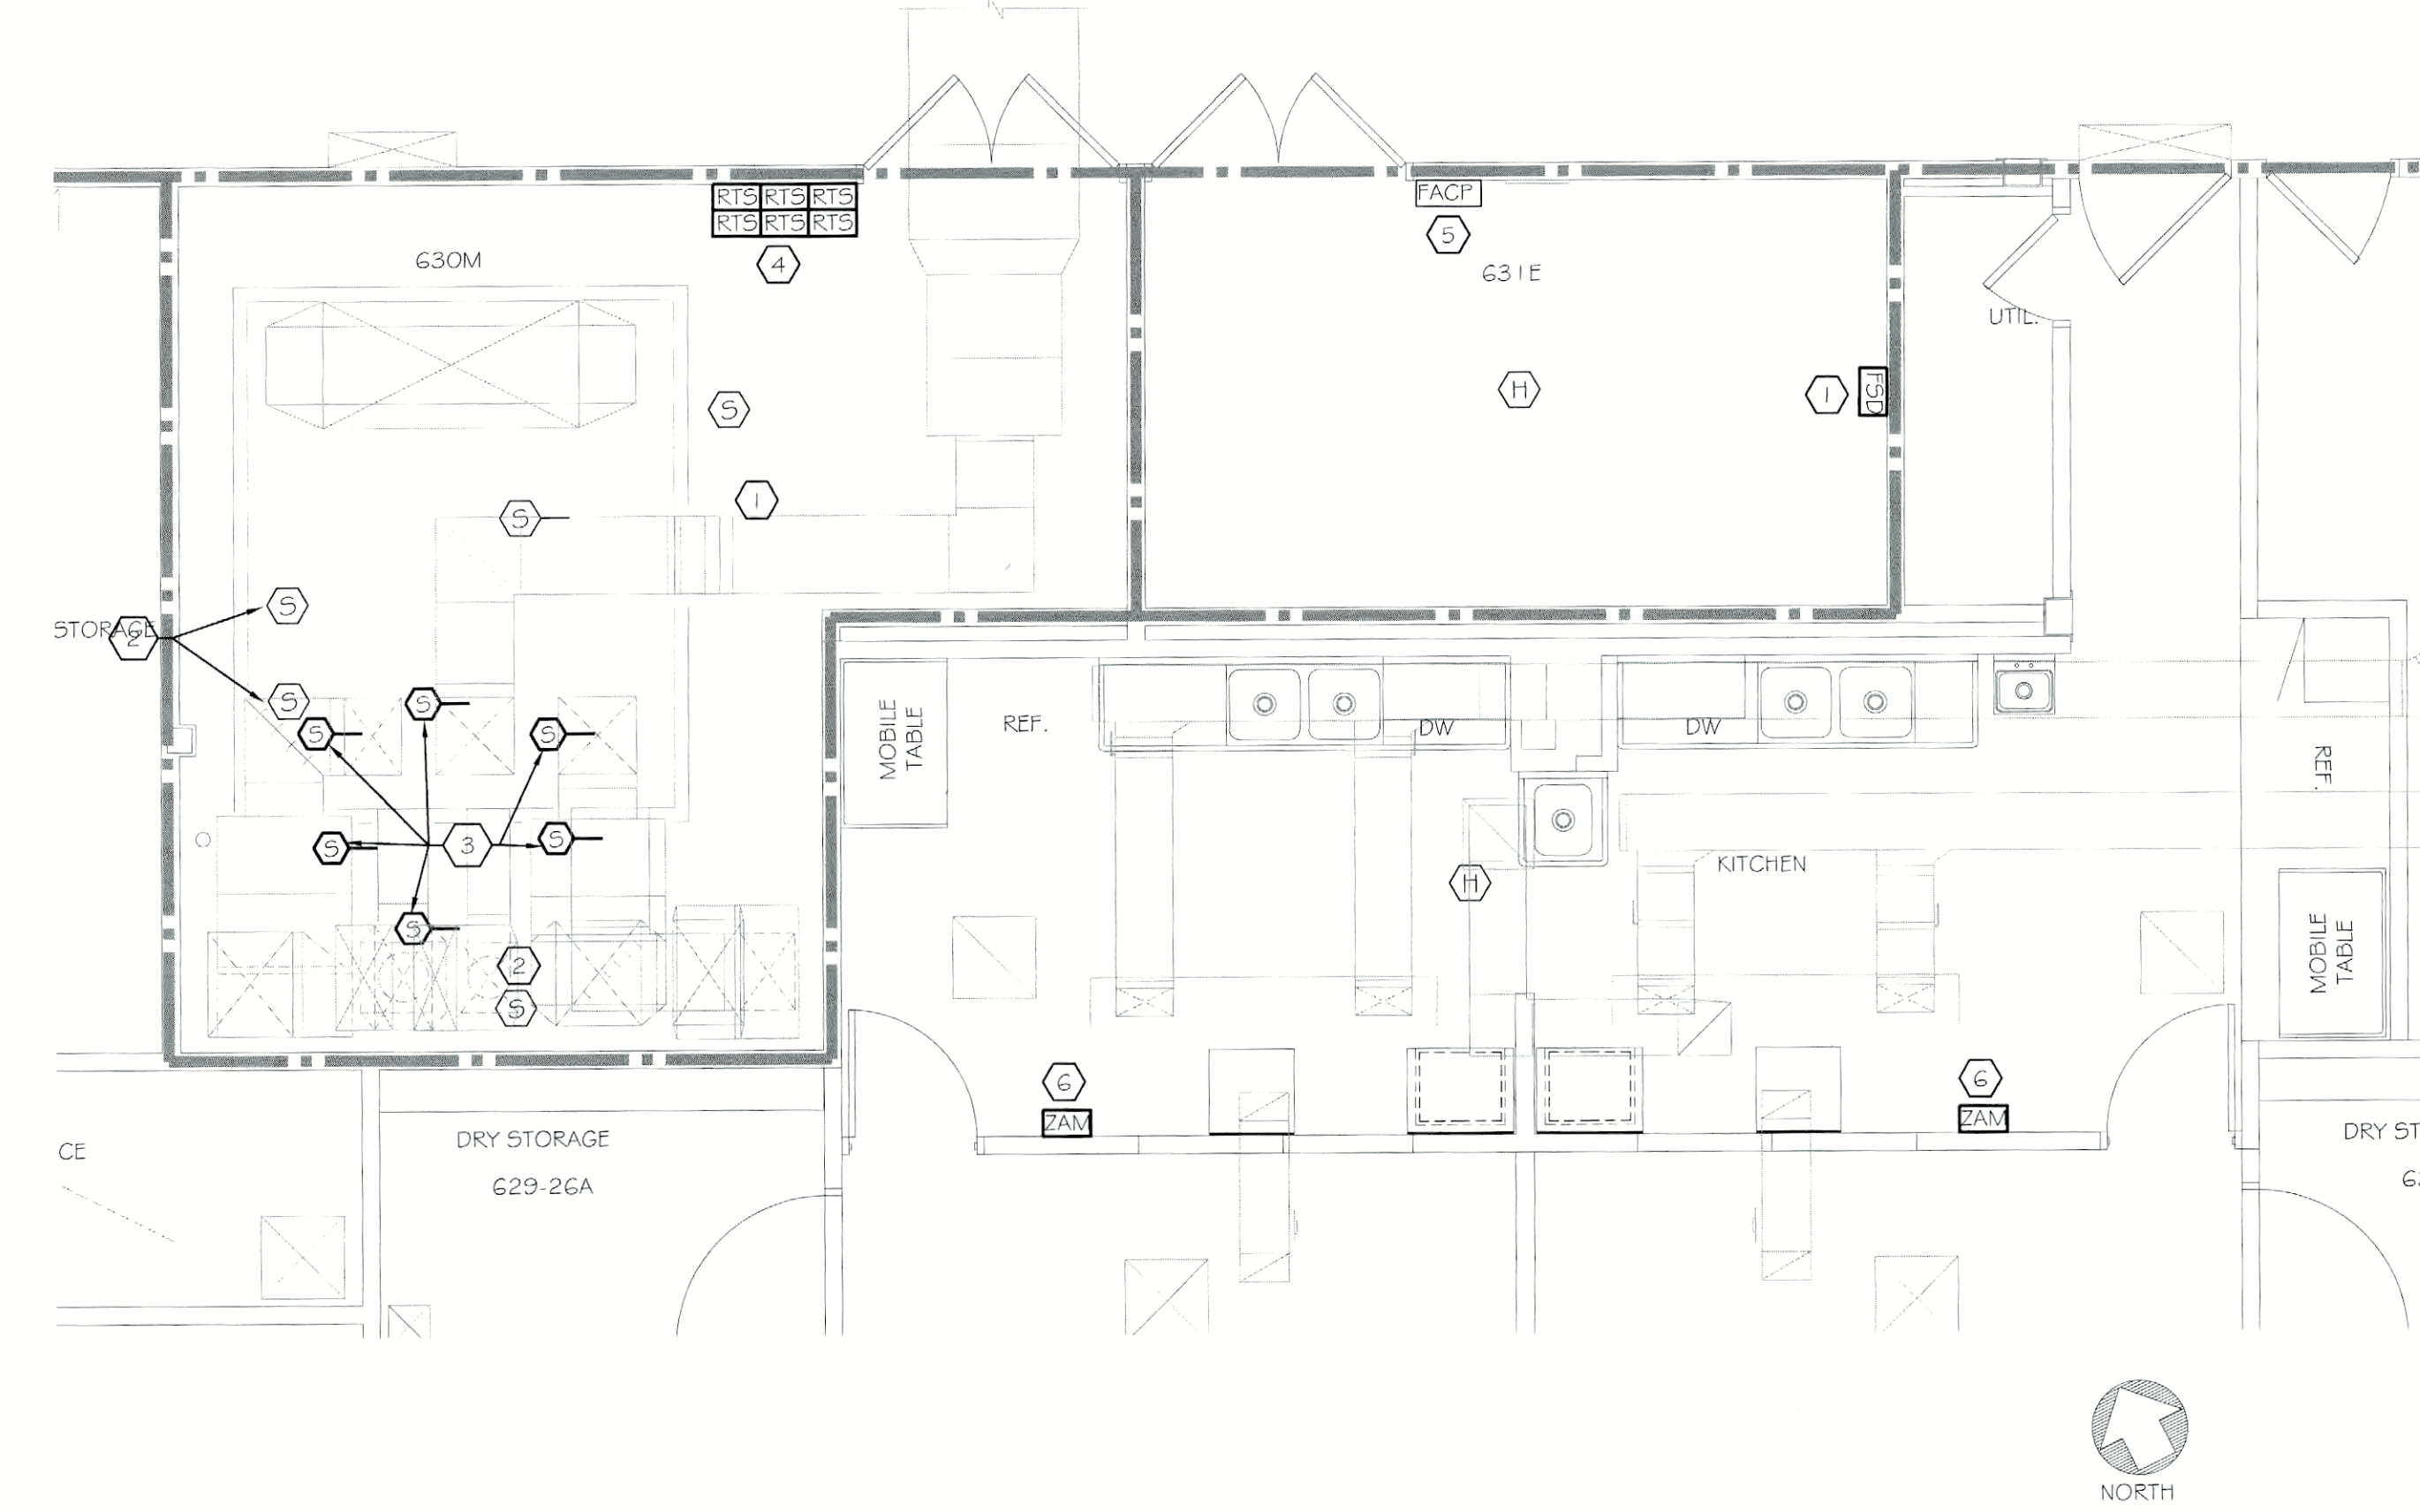 RTS RTS RTS
RTS RTS RTS
4
630M
FACP
5
631E
UTIL.
H
1
FSD
S
1
S
S
STORAGE
2
S
S
S
S
S
3
S
S
2
S
MOBILE
TABLE
REF.
DW
DW
REF.
KITCHEN
H
MOBILE
TABLE
6
ZAM
6
ZAM
CE
DRY STORAGE
629-26A
DRY ST
NORTH